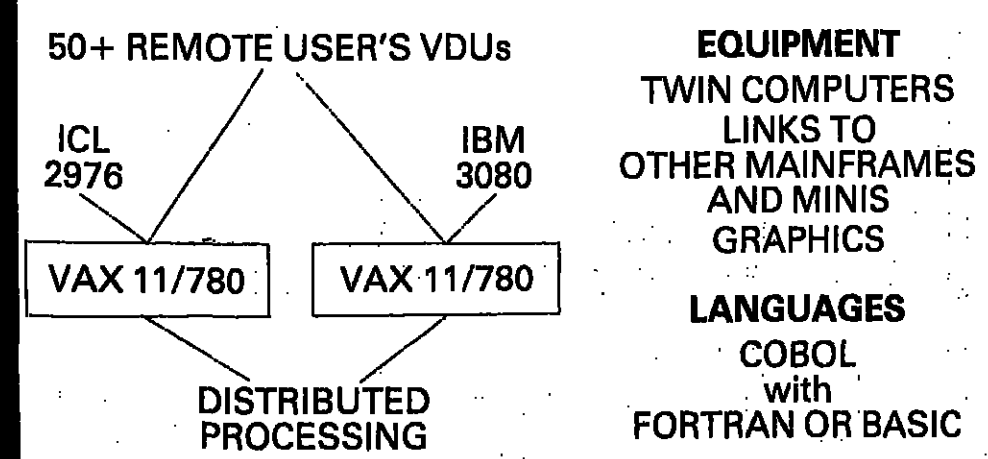 50+ REMOTE USER'S VDUs
ICL
2976
IBM
3080
VAX 11/780
VAX 11/780
DISTRIBUTED
PROCESSING
EQUIPMENT
TWIN COMPUTERS
LINKS TO
OTHER MAINFRAMES
AND MINIS
GRAPHICS
LANGUAGES
COBOL
with
FORTRAN OR BASIC